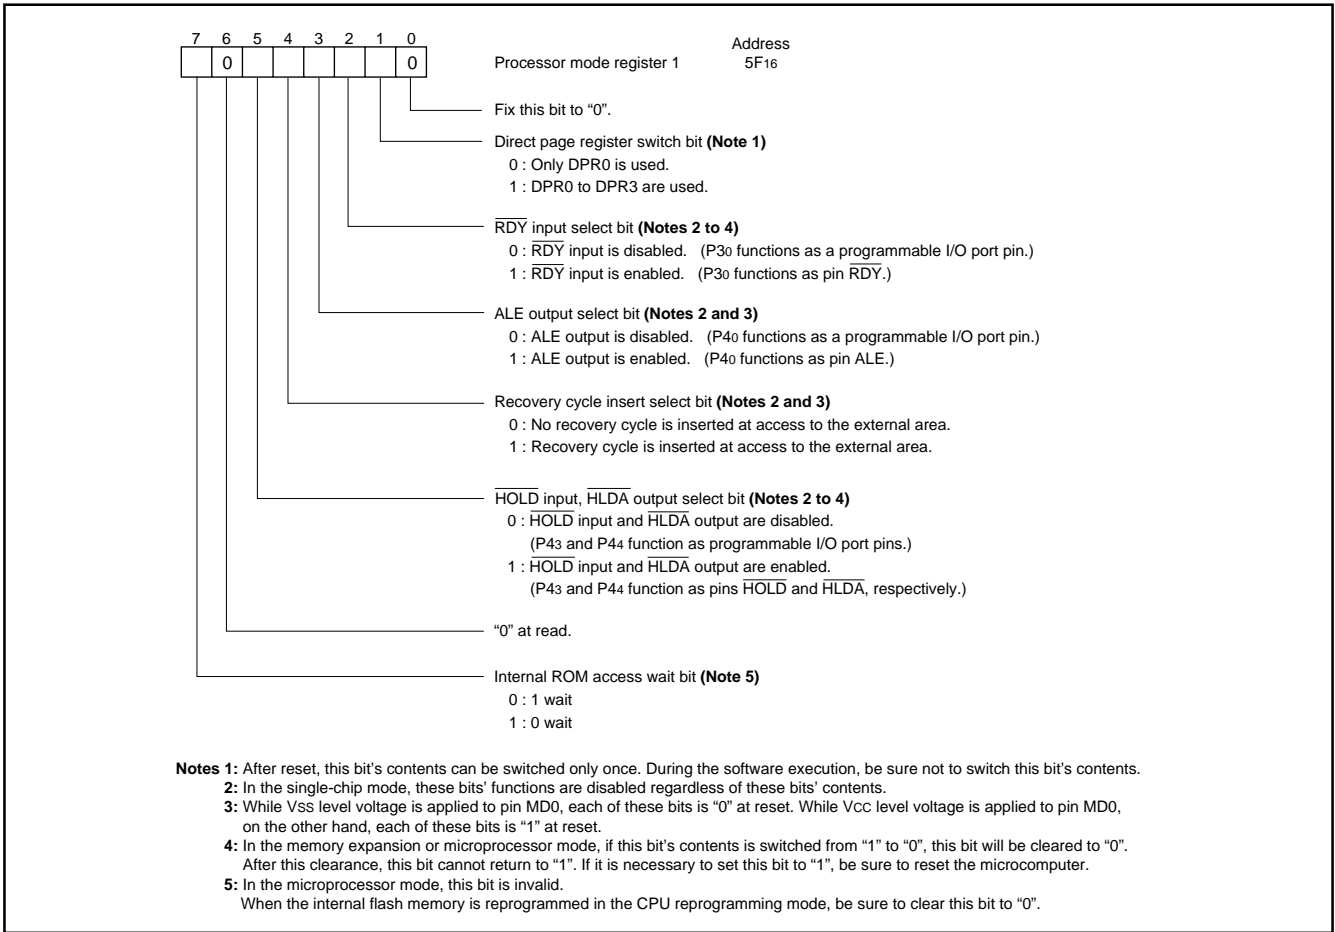 7 6 5 4 3 2 1 0
0 0
Processor mode register 1
Address
5F16
Fix this bit to “0”.
Direct page register switch bit (Note 1)
0 : Only DPR0 is used.
1 : DPR0 to DPR3 are used.
RDY input select bit (Notes 2 to 4)
0 : RDY input is disabled. (P30 functions as a programmable I/O port pin.)
1 : RDY input is enabled. (P30 functions as pin RDY.)
ALE output select bit (Notes 2 and 3)
0 : ALE output is disabled. (P40 functions as a programmable I/O port pin.)
1 : ALE output is enabled. (P40 functions as pin ALE.)
Recovery cycle insert select bit (Notes 2 and 3)
0 : No recovery cycle is inserted at access to the external area.
1 : Recovery cycle is inserted at access to the external area.
HOLD input, HLDA output select bit (Notes 2 to 4)
0 : HOLD input and HLDA output are disabled.
(P43 and P44 function as programmable I/O port pins.)
1 : HOLD input and HLDA output are enabled.
(P43 and P44 function as pins HOLD and HLDA, respectively.)
“0” at read.
Internal ROM access wait bit (Note 5)
0 : 1 wait
1 : 0 wait
Notes 1: After reset, this bit’s contents can be switched only once. During the software execution, be sure not to switch this bit’s contents.
2: In the single-chip mode, these bits’ functions are disabled regardless of these bits’ contents.
3: While VSS level voltage is applied to pin MD0, each of these bits is “0” at reset. While VCC level voltage is applied to pin MD0,
on the other hand, each of these bits is “1” at reset.
4: In the memory expansion or microprocessor mode, if this bit’s contents is switched from “1” to “0”, this bit will be cleared to “0”.
After this clearance, this bit cannot return to “1”. If it is necessary to set this bit to “1”, be sure to reset the microcomputer.
5: In the microprocessor mode, this bit is invalid.
When the internal flash memory is reprogrammed in the CPU reprogramming mode, be sure to clear this bit to “0”.